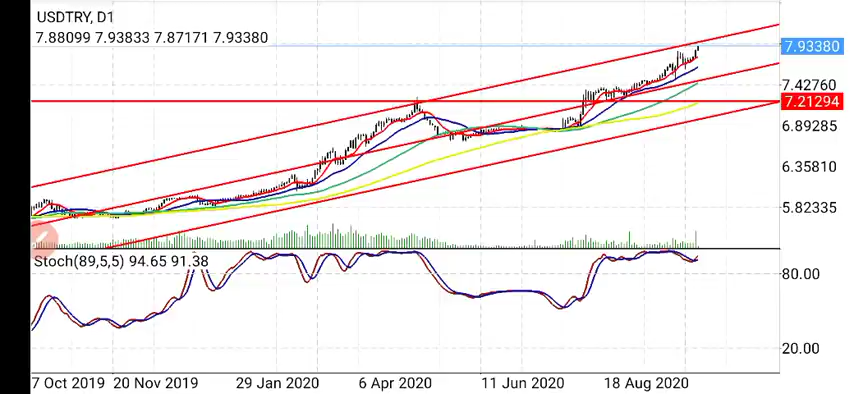 USDTRY, D1
7.88099 7.93833 7.87171 7.93380
7.93380
7.42760
7.21294
6.89285
6.35810
5.82335
Stoch(89,5,5) 94.65 91.38
80.00
20.00
7 Oct 2019 20 Nov 2019 29 Jan 2020 6 Apr 2020 11 Jun 2020 18 Aug 2020